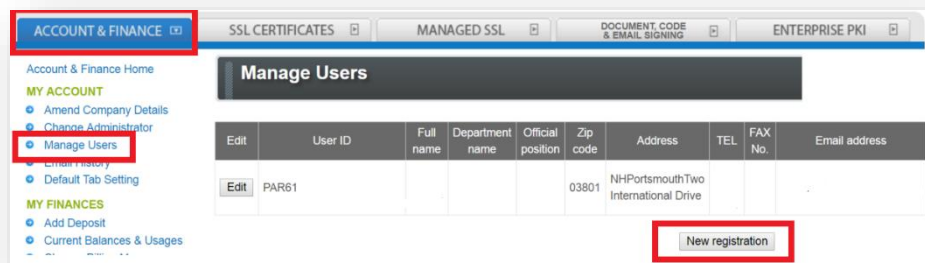 ACCOUNT & FINANCE
SSL CERTIFICATES
MANAGED SSL
DOCUMENT, CODE
& EMAIL SIGNING
ENTERPRISE PKI
Account & Finance Home
MY ACCOUNT
Amend Company Details
Change Administrator
Manage Users
Email History
Default Tab Setting
MY FINANCES
Add Deposit
Current Balances & Usages
Manage Users
Edit User ID Full name Department name Official position Zip code Address TEL FAX No. Email address
Edit PAR61 03801 NHPortsmouthTwo
International Drive
New registration